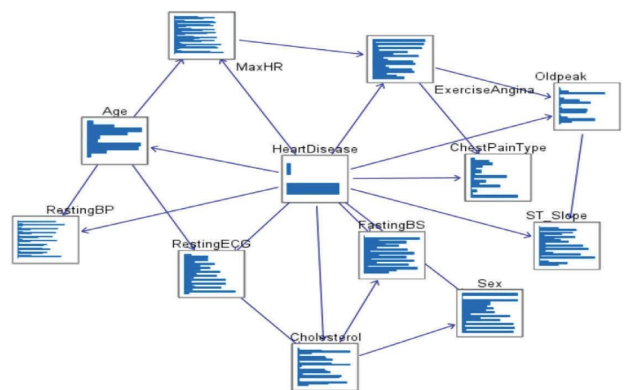 MaxHR
ExerciseAngina
Oldpeak
Age
HeartDisease
ChestPainType
RestingBP
RestingECG
FastingBS
ST_Slope
Sex
Cholesterol